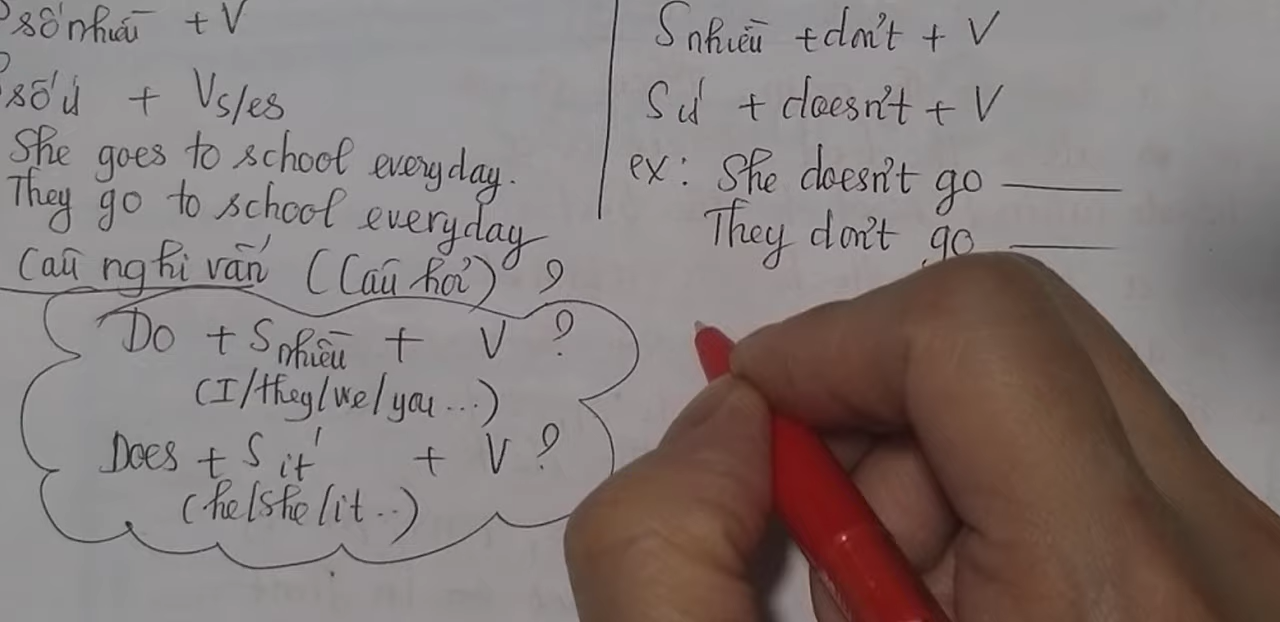 số nhiều + V
số ít + Vs/es
She goes to school everyday.
They go to school everyday
S nhiều + don't + V
S ít + doesn't + V
ex: She doesn't go
They don't go
Câu nghi vấn (Câu hỏi) ?
Do + S nhiều + V ?
(I/they/we/you...)
Does + S ít + V ?
(he/she/it..)